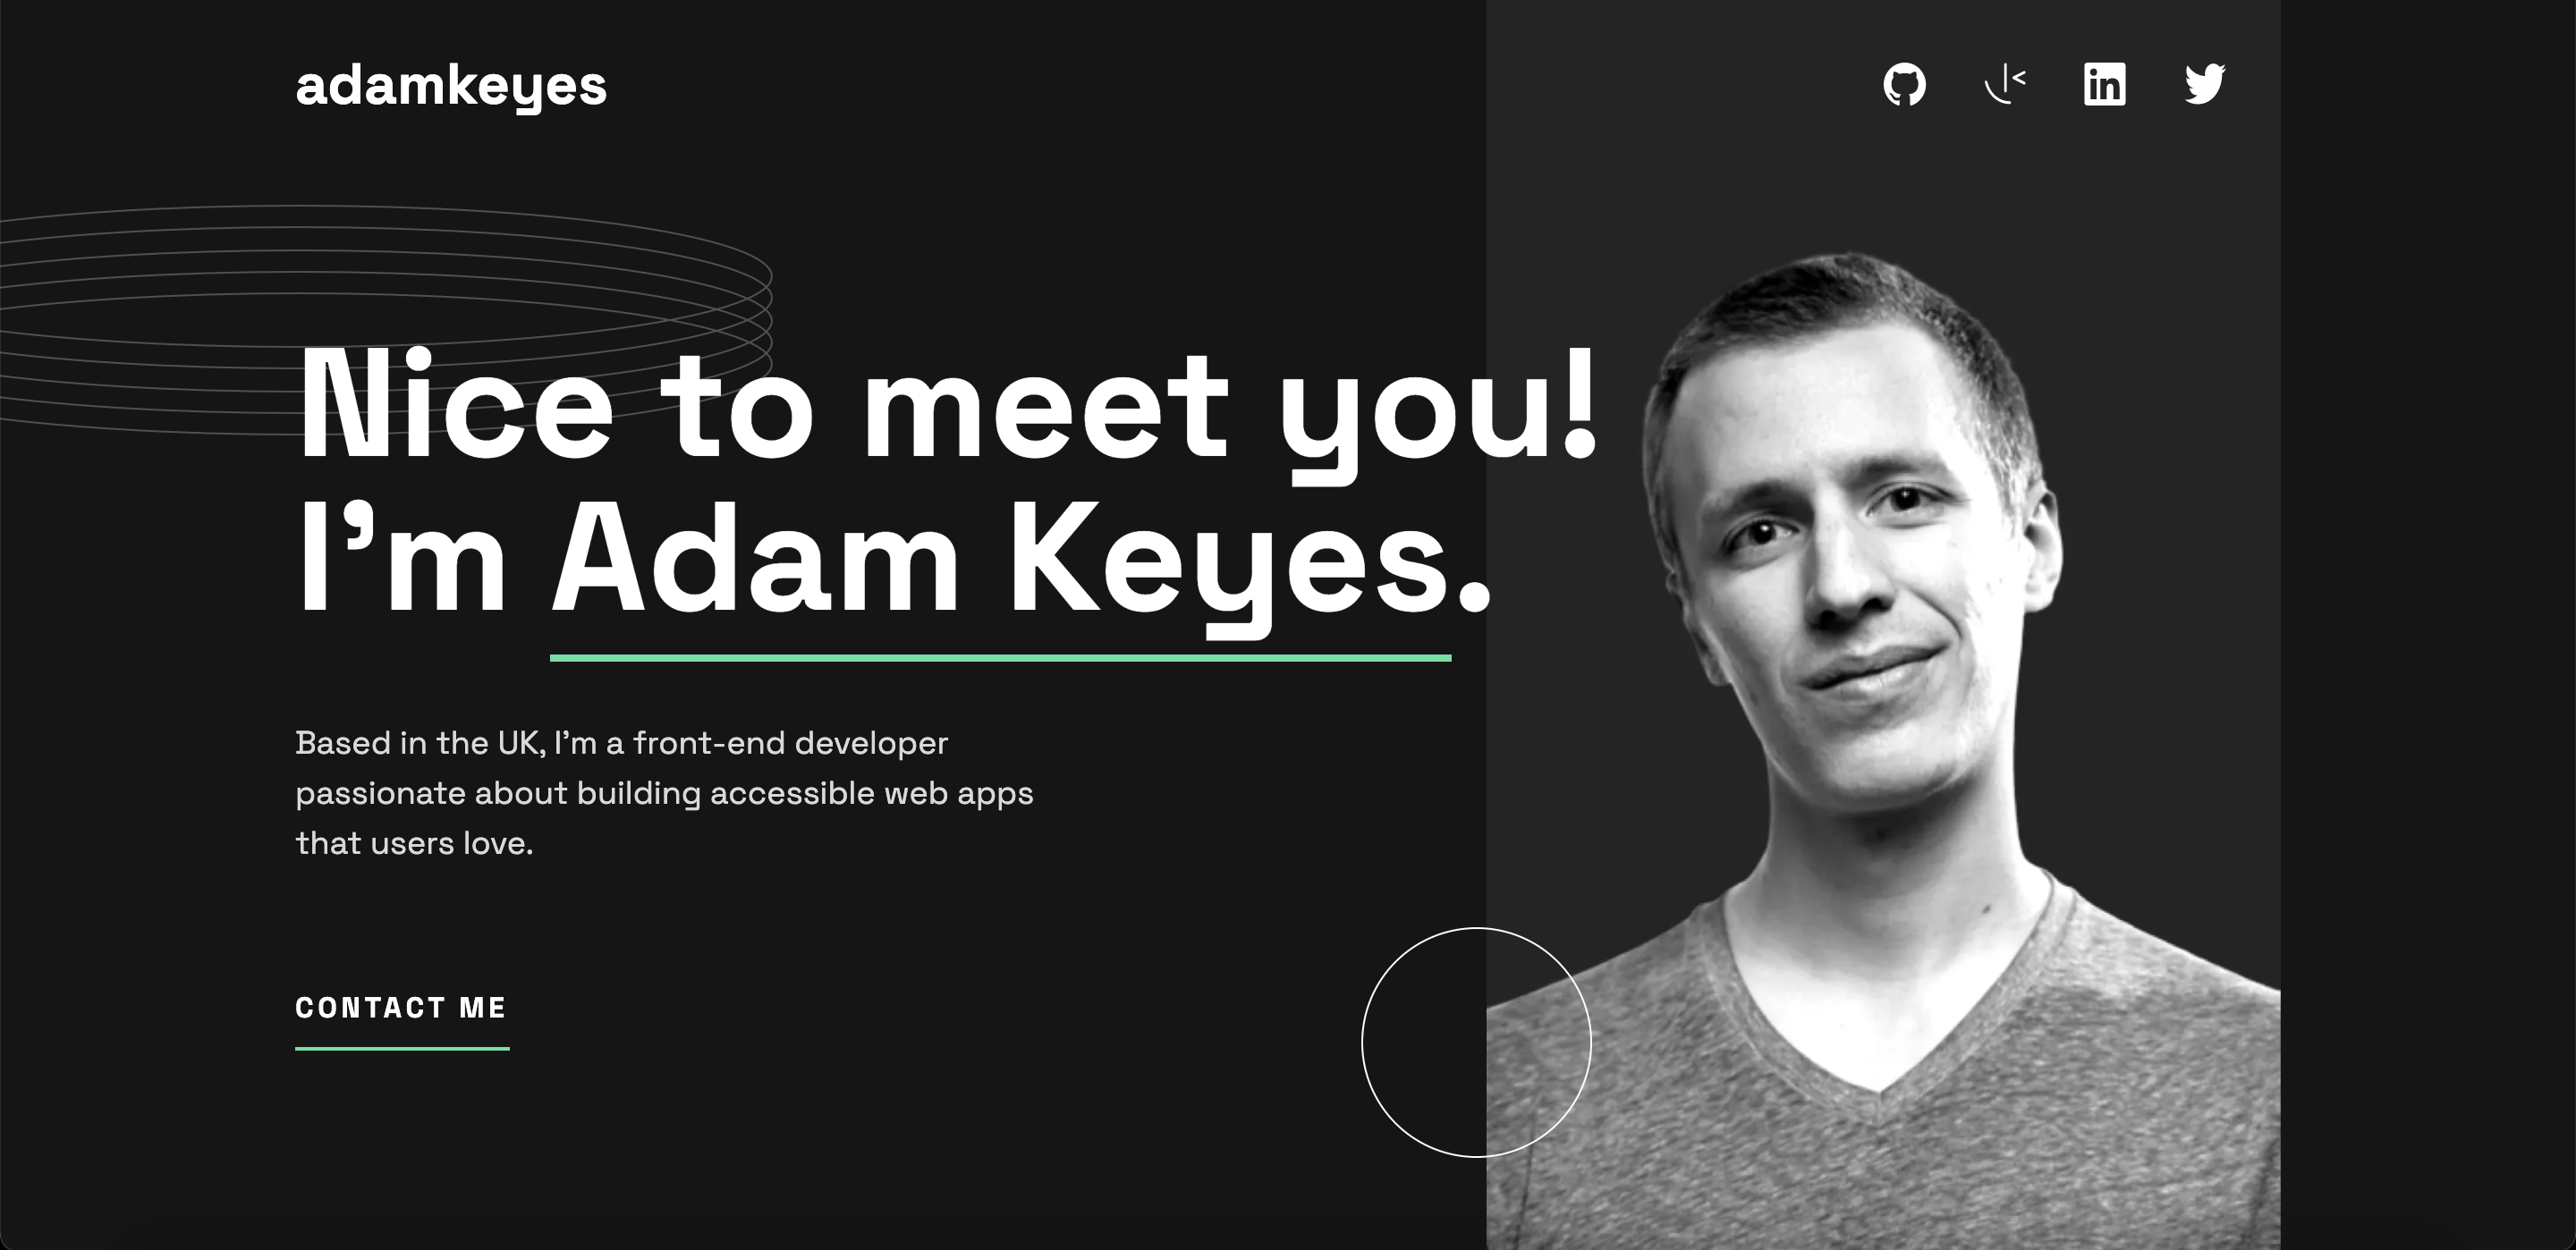 adamkeyes
Nice to meet you!
I’m Adam Keyes.
Based in the UK, I’m a front-end developer
passionate about building accessible web apps
that users love.
CONTACT ME